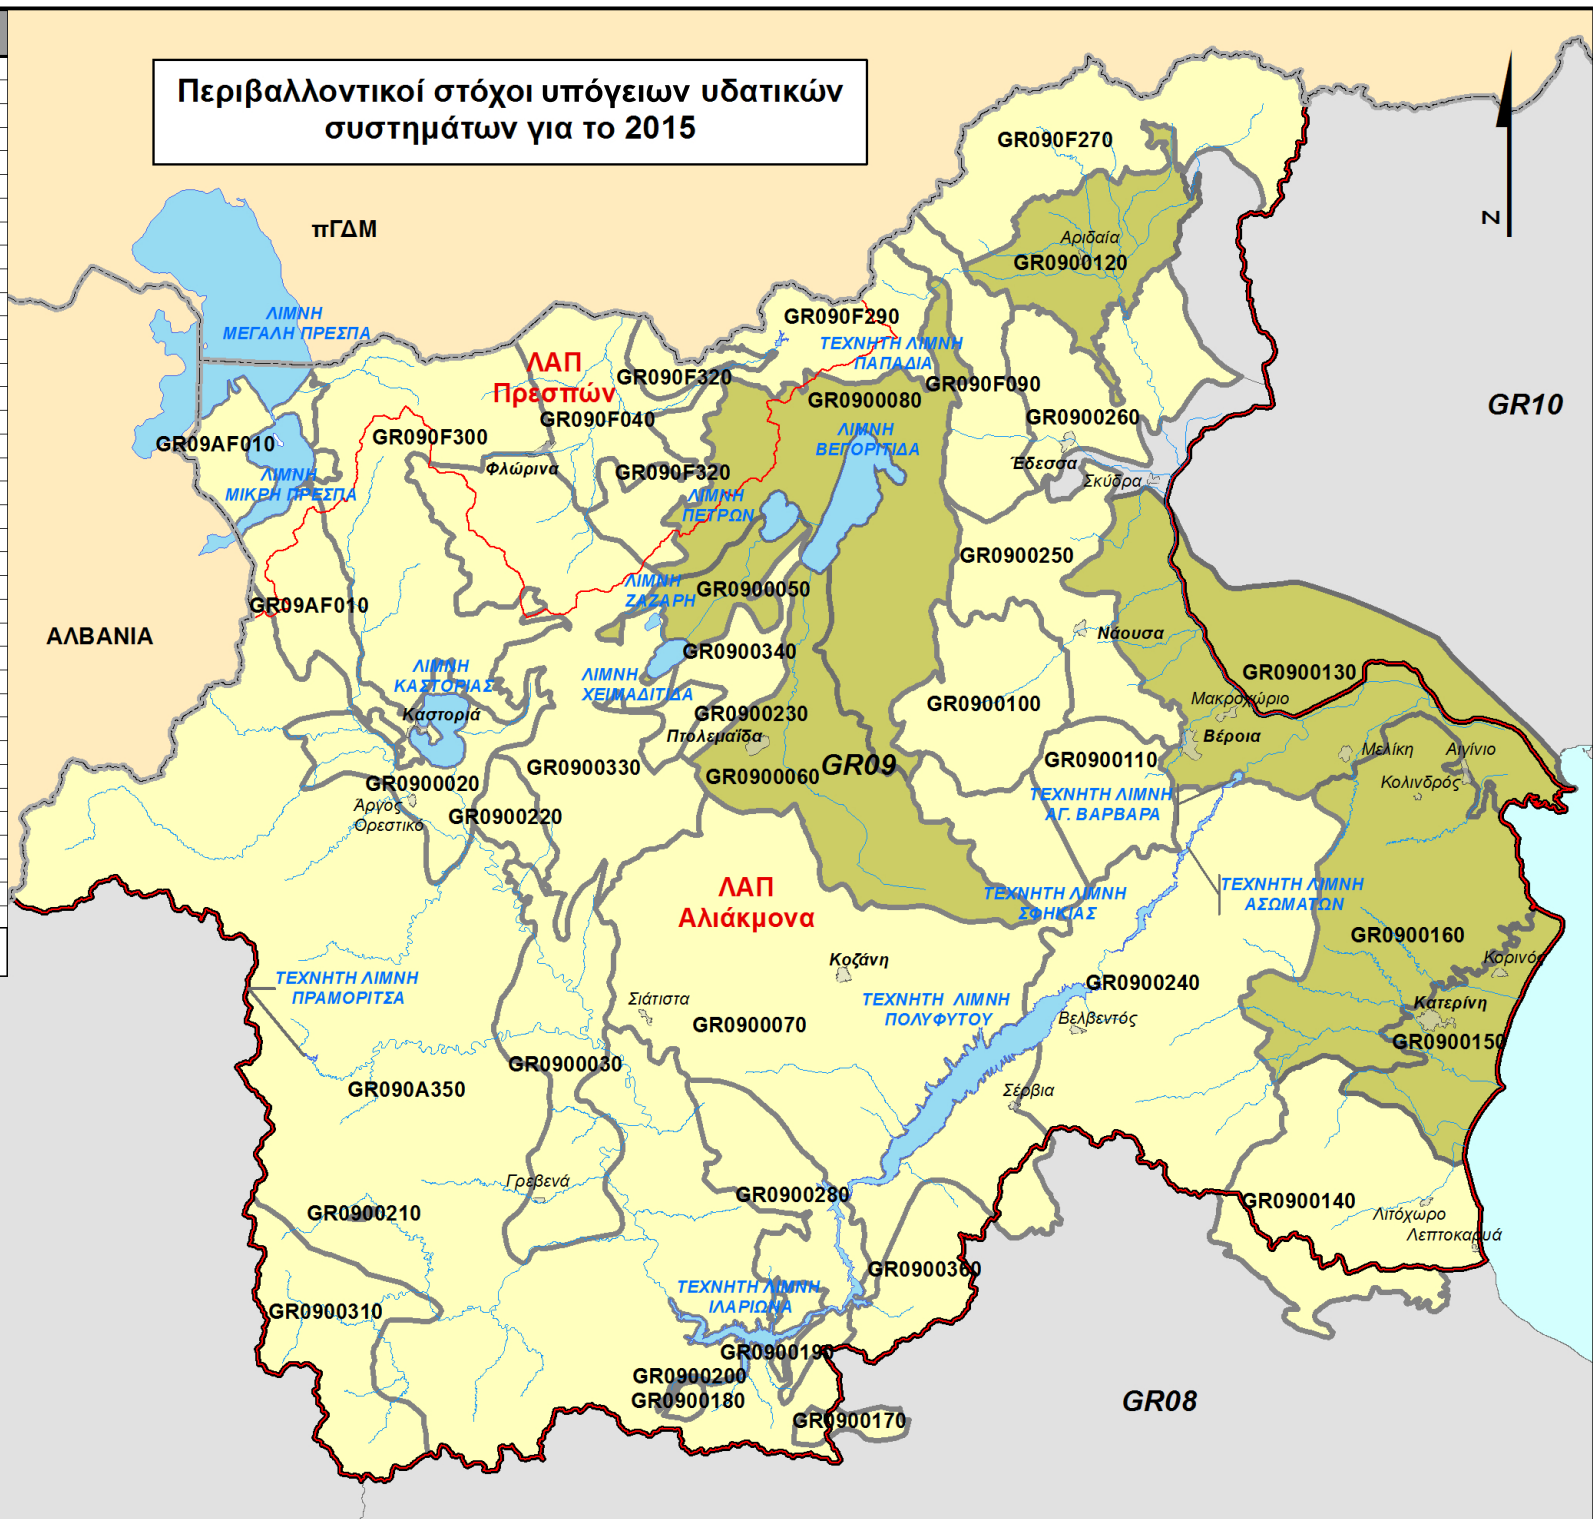 Περιβαλλοντικοί στόχοι υπόγειων υδατικών
συστημάτων για το 2015
GR090F270
πΓΔΜ
Z
Αριδαία
GR0900120
ΛΙΜΝΗ
ΜΕΓΑΛΗ ΠΡΕΣΠΑ
GR090F290
ΤΕΧΝΗΤΗ ΛΙΜΝΗ
ΠΑΠΑΔΙΑ
ΛΑΠ
Πρεσπών
GR090F320
GR090F090
GR0900080
GR10
GR090F040
GR0900260
GR09AF010
GR090F300
ΛΙΜΝΗ
ΒΕΓΟΡΙΤΙΔΑ
Φλώρινα
GR090F320
Έδεσσα
Σκύδρα
ΛΙΜΝΗ
ΜΙΚΡΗ ΠΡΕΣΠΑ
ΛΙΜΝΗ
ΠΕΤΡΩΝ
GR0900250
ΛΙΜΝΗ
ΖΑΖΑΡΗ
GR0900050
GR09AF010
ΑΛΒΑΝΙΑ
Νάουσα
GR0900340
ΛΙΜΝΗ
ΚΑΣΤΟΡΙΑΣ
ΛΙΜΝΗ
ΧΕΙΜΑΔΙΤΙΔΑ
GR0900130
Μακροχώριο
GR0900100
Καστοριά
GR0900230
Πτολεμαΐδα
Βέροια
Μελίκη
Αιγίνιο
GR0900330
GR0900060
GR09
GR0900110
Κολινδρός
GR0900020
Άργος
Ορεστικό
GR0900220
ΤΕΧΝΗΤΗ ΛΙΜΝΗ
ΑΓ. ΒΑΡΒΑΡΑ
ΛΑΠ
Αλιάκμονα
ΤΕΧΝΗΤΗ ΛΙΜΝΗ
ΣΦΗΚΙΑΣ
ΤΕΧΝΗΤΗ ΛΙΜΝΗ
ΑΣΩΜΑΤΩΝ
GR0900160
Κορινός
Κοζάνη
ΤΕΧΝΗΤΗ ΛΙΜΝΗ
ΠΡΑΜΟΡΙΤΣΑ
GR0900240
Σιάτιστα
ΤΕΧΝΗΤΗ ΛΙΜΝΗ
ΠΟΛΥΦΥΤΟΥ
Κατερίνη
Βελβεντός
GR0900070
GR0900150
GR0900030
GR090A350
Σέρβια
Γρεβενά
GR0900280
GR0900140
GR0900210
Λιτόχωρο
Λεπτοκαρυά
GR0900360
ΤΕΧΝΗΤΗ ΛΙΜΝΗ
ΙΛΑΡΙΩΝΑ
GR0900310
GR0900190
GR0900200
GR0900180
GR0900170
GR08